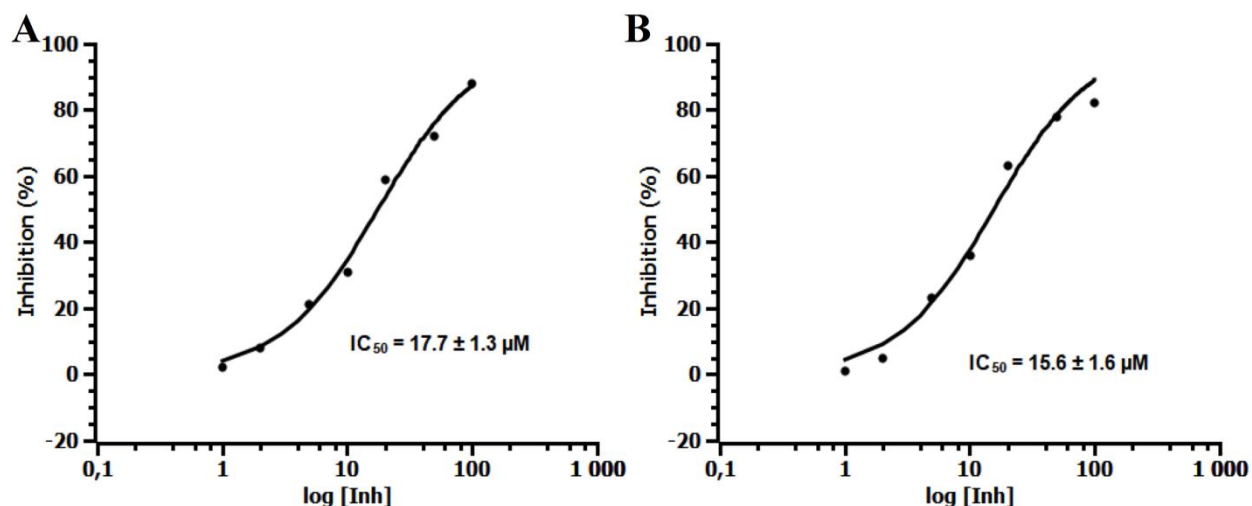 A
100
80
60
40
20
0
-20
Inhibition (%)
IC₅₀ = 17.7 ± 1.3 µM
0,1 1 10 100 1 000
log [Inh]
B
100
80
60
40
20
0
-20
Inhibition (%)
IC₅₀ = 15.6 ± 1.6 µM
0,1 1 10 100 1 000
log [Inh]